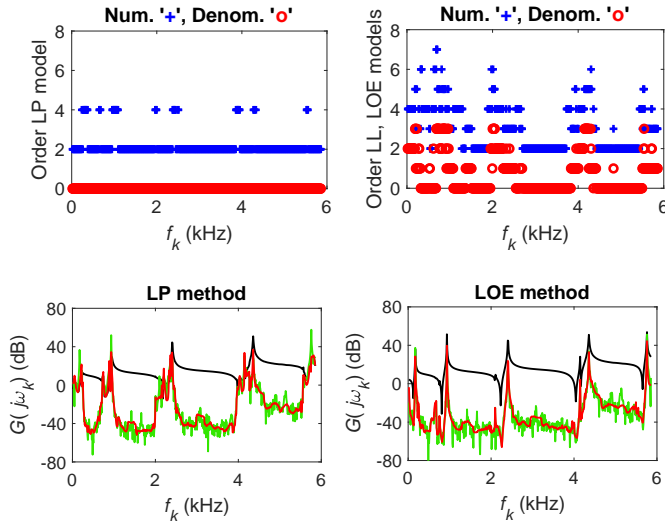 Num. '+', Denom. 'o'
Order LP model
8
6
4
2
0
0 2 4 6
f_k (kHz)
Num. '+', Denom. 'o'
Order LL, LOE models
8
6
4
2
0
0 2 4 6
f_k (kHz)
LP method
G(jω_k) (dB)
80
40
0
-40
-80
0 2 4 6
f_k (kHz)
LOE method
G(jω_k) (dB)
80
40
0
-40
-80
0 2 4 6
f_k (kHz)